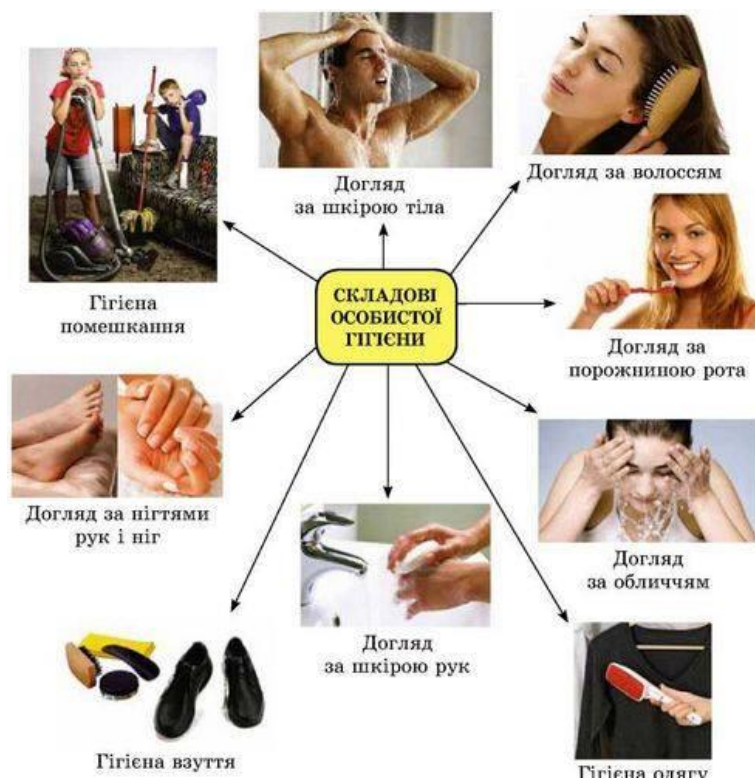 Догляд
за шкірою тіла
Догляд за волоссям
Гігієна
помешкання
СКЛАДОВІ
ОСОБИСТОЇ
ГІГІЄНИ
Догляд за
порожниною рота
Догляд за нігтями
рук і ніг
Догляд
за обличчям
Догляд
за шкірою рук
Гігієна взуття
Гігієна одягу